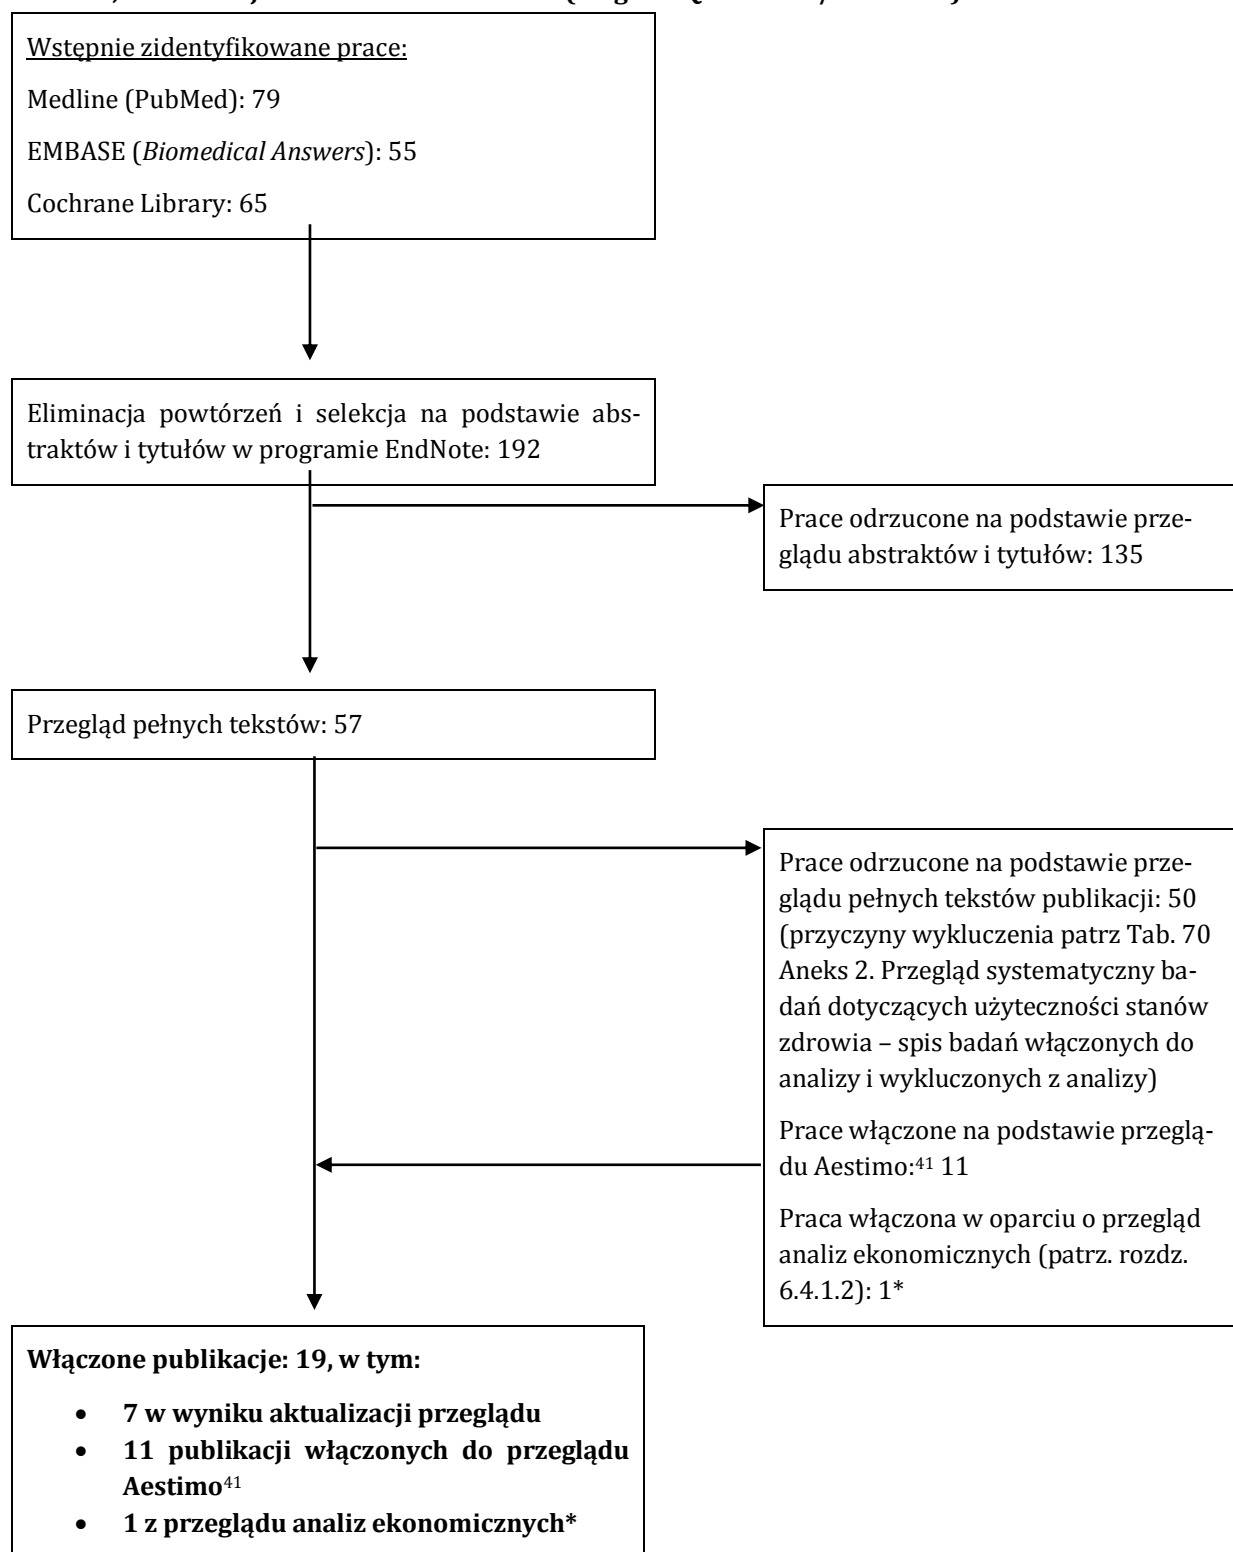 Wstępnie zidentyfikowane prace:
Medline (PubMed): 79
EMBASE (Biomedical Answers): 55
Cochrane Library: 65
Eliminacja powtórzeń i selekcja na podstawie abs-
traktów i tytułów w programie EndNote: 192
Prace odrzucone na podstawie prze-
glądu abstraktów i tytułów: 135
Przegląd pełnych tekstów: 57
Prace odrzucone na podstawie prze-
glądu pełnych tekstów publikacji: 50
(przyczyny wykluczenia patrz Tab. 70
Aneks 2. Przegląd systematyczny ba-
dań dotyczących użyteczności stanów
zdrowia – spis badań włączonych do
analizy i wykluczonych z analizy)
Prace włączone na podstawie przeglą-
du Aestimo:41 11
Praca włączona w oparciu o przegląd
analiz ekonomicznych (patrz. rozdz.
6.4.1.2): 1*
Włączone publikacje: 19, w tym:
• 7 w wyniku aktualizacji przeglądu
• 11 publikacji włączonych do przeglądu
Aestimo41
• 1 z przeglądu analiz ekonomicznych*